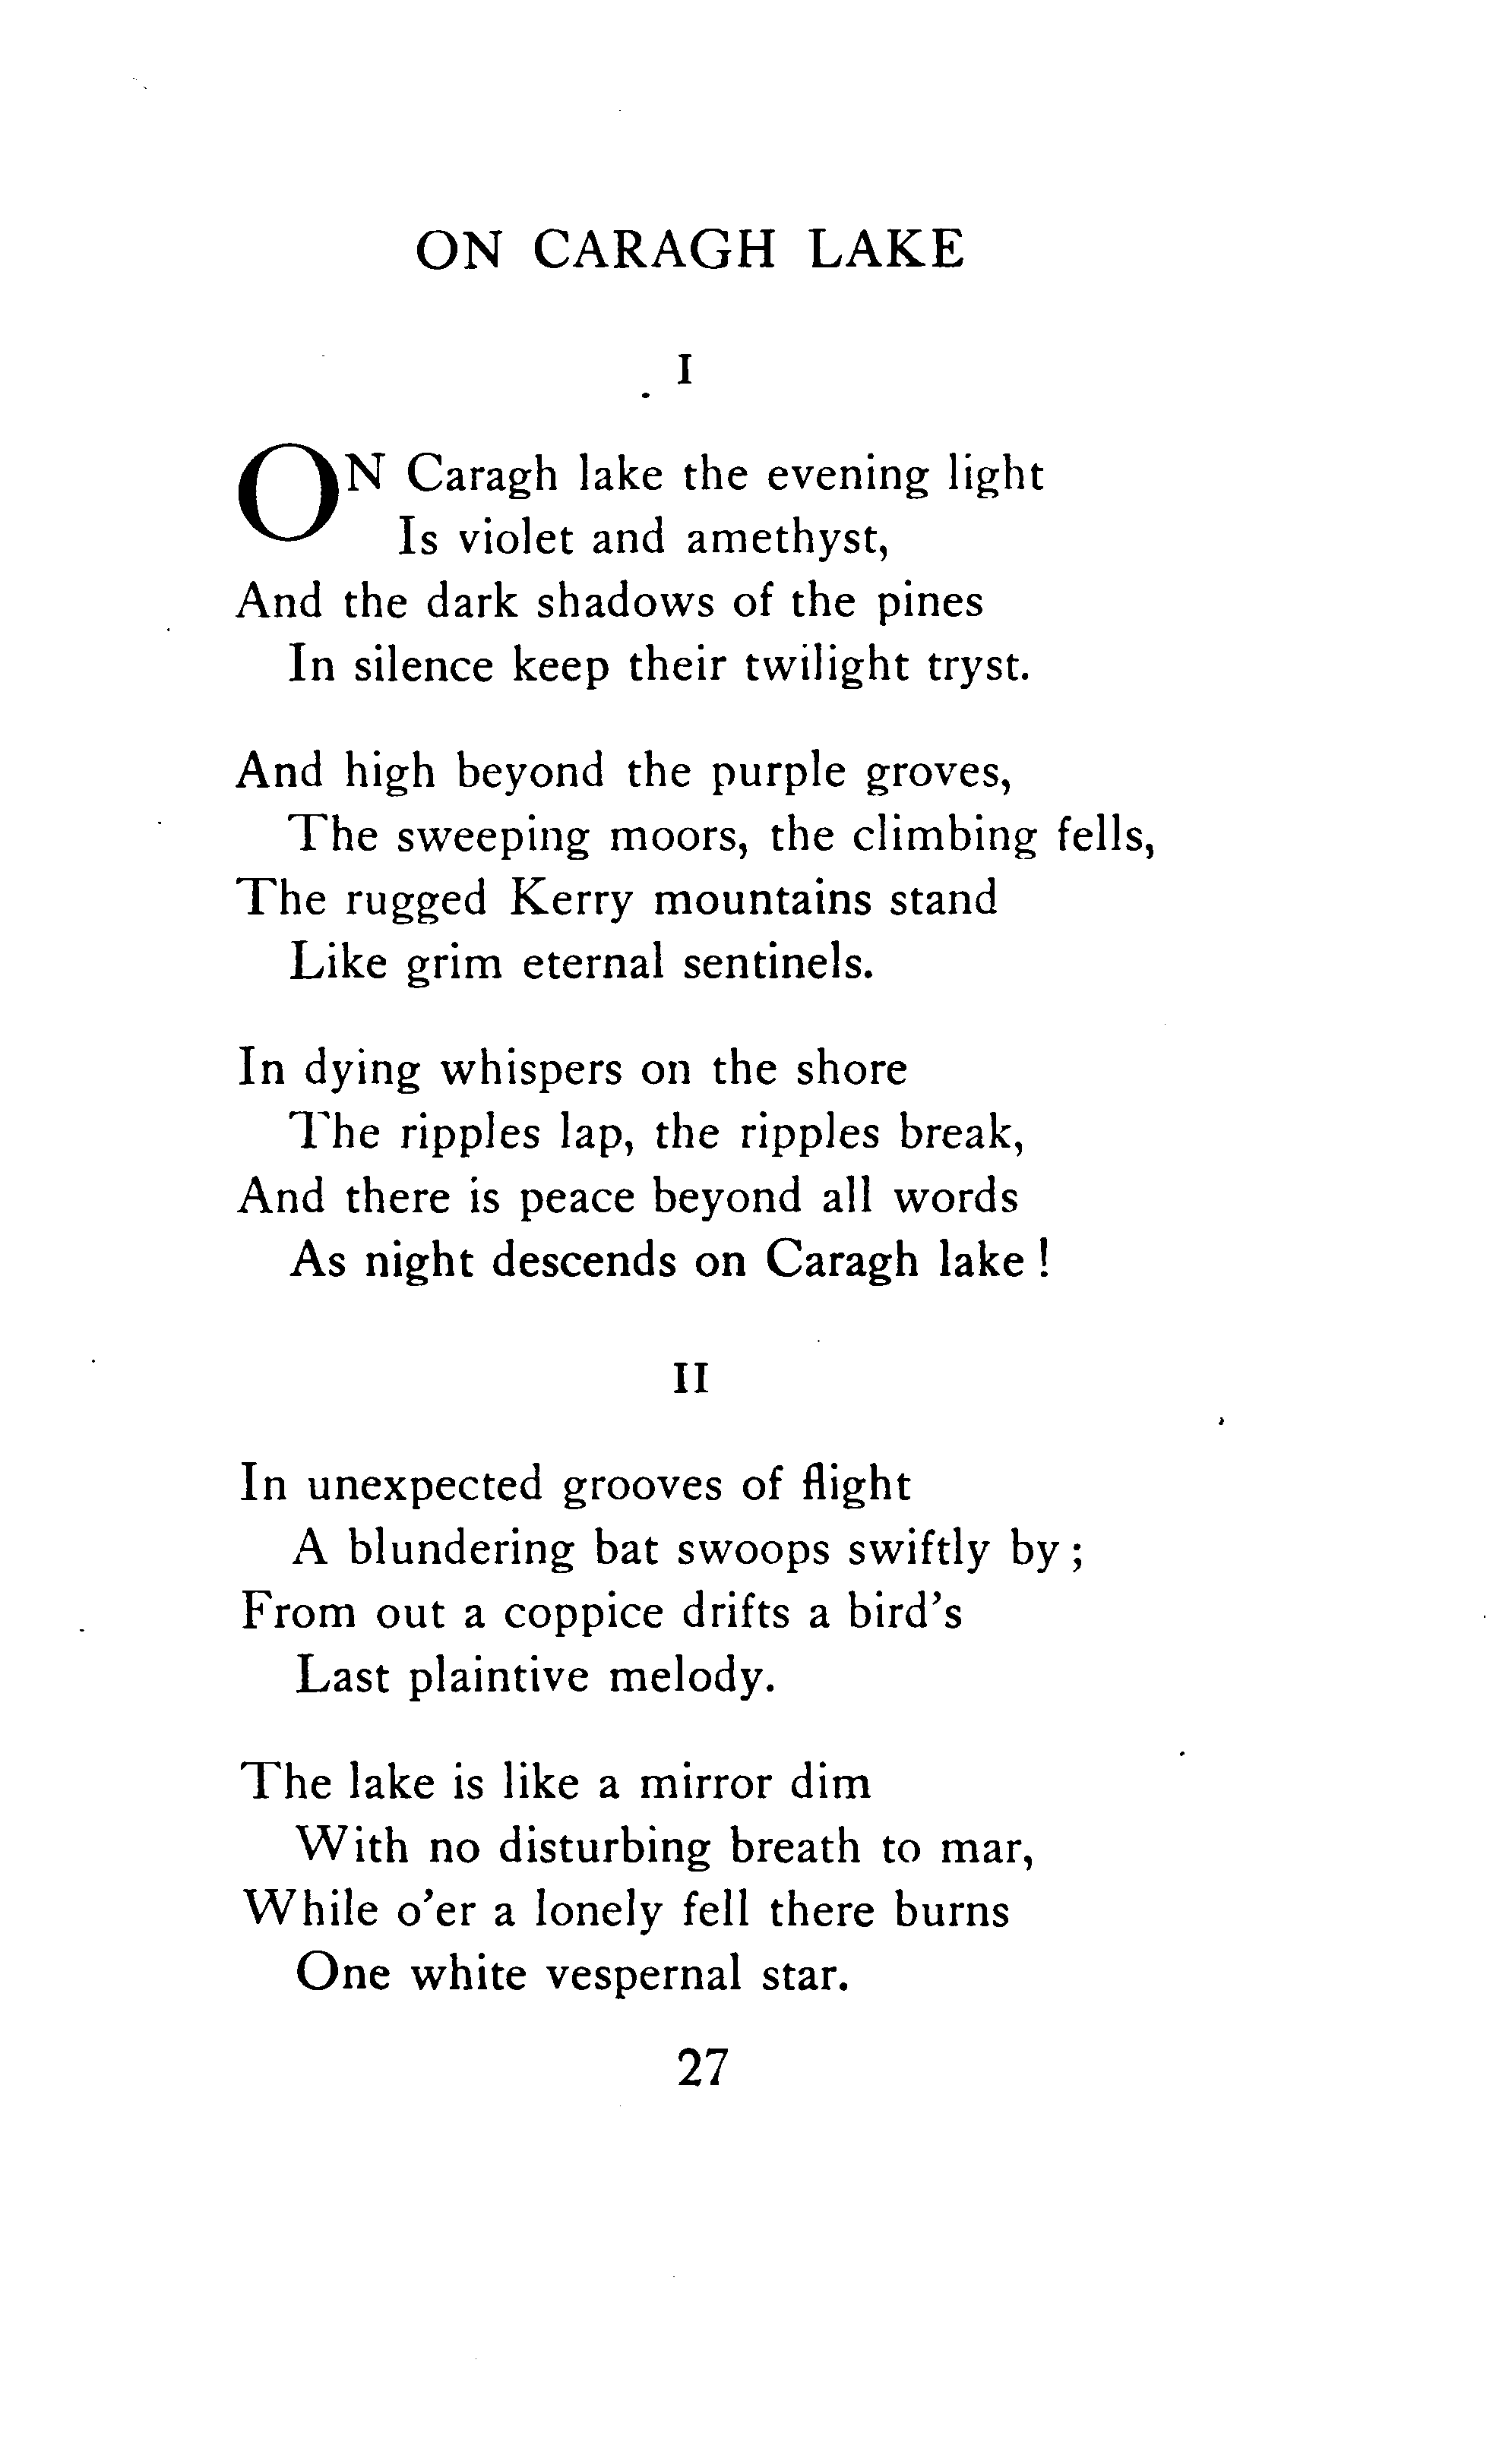 ON CARAGH LAKE
I
ON Caragh lake the evening light
Is violet and amethyst,
And the dark shadows of the pines
In silence keep their twilight tryst.
And high beyond the purple groves,
The sweeping moors, the climbing fells,
The rugged Kerry mountains stand
Like grim eternal sentinels.
In dying whispers on the shore
The ripples lap, the ripples break,
And there is peace beyond all words
As night descends on Caragh lake !
II
In unexpected grooves of flight
A blundering bat swoops swiftly by ;
From out a coppice drifts a bird's
Last plaintive melody.
The lake is like a mirror dim
With no disturbing breath to mar,
While o'er a lonely fell there burns
One white vespernal star.
27